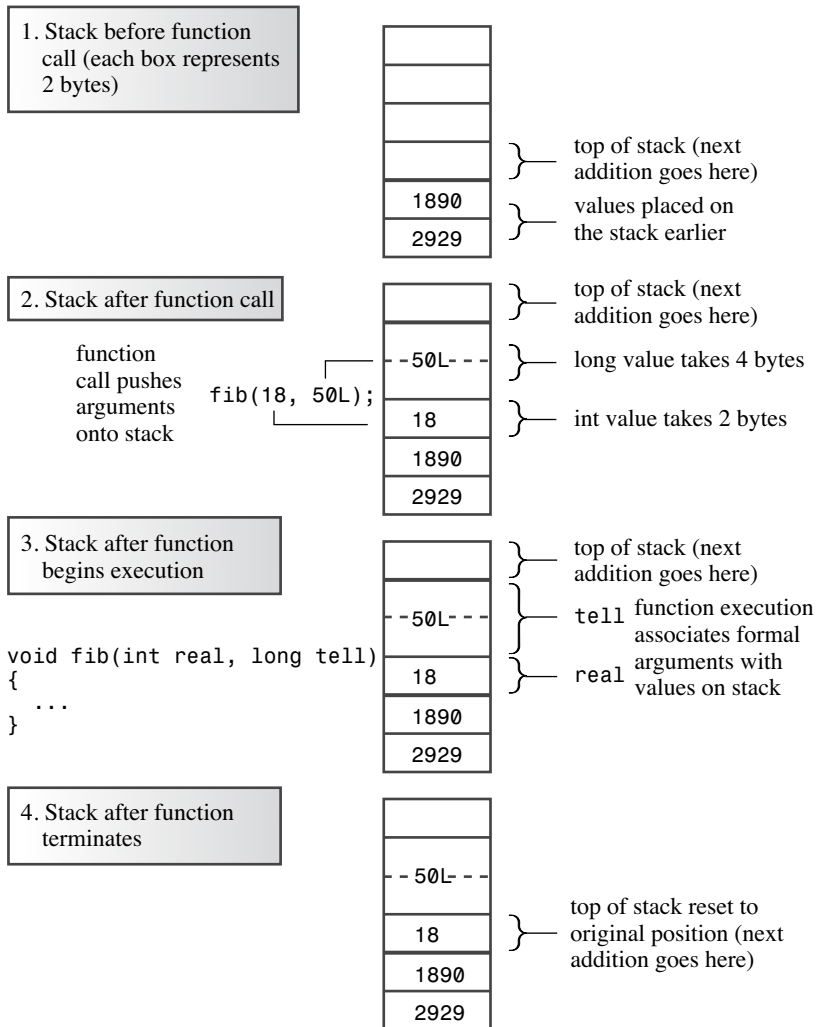 1. Stack before function
call (each box represents
2 bytes)
top of stack (next
addition goes here)
1890
values placed on
the stack earlier
2929
2. Stack after function call
top of stack (next
addition goes here)
function
call pushes
arguments
onto stack
fib(18, 50L);
50L
long value takes 4 bytes
18
int value takes 2 bytes
1890
2929
3. Stack after function
begins execution
top of stack (next
addition goes here)
void fib(int real, long tell)
{
...
}
50L
tell
18
real
function execution
associates formal
arguments with
values on stack
1890
2929
4. Stack after function
terminates
50L
18
top of stack reset to
original position (next
addition goes here)
1890
2929